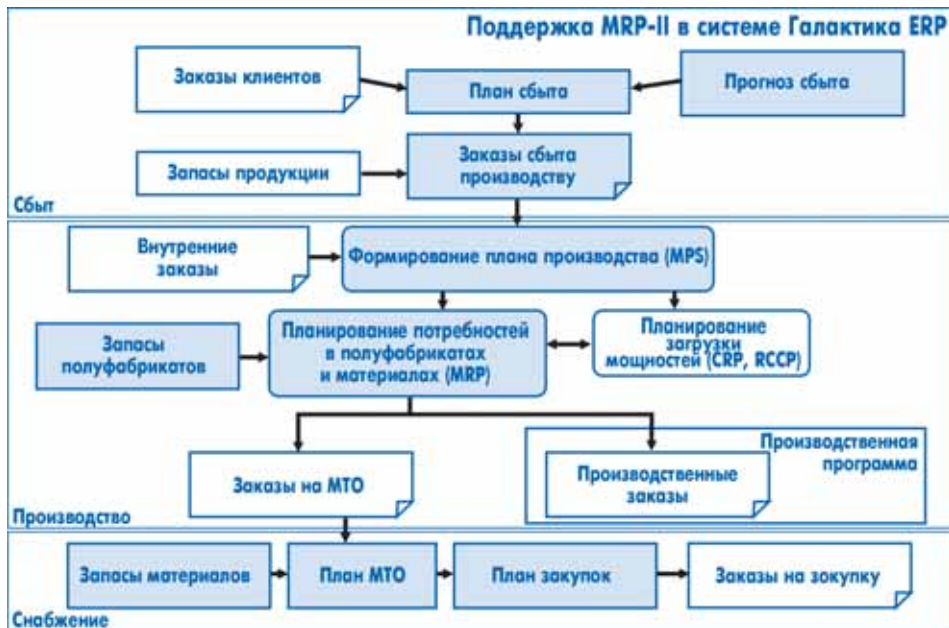 Поддержка MRP-II в системе Галактика ERP
Заказы клиентов
План сбыта
Прогноз сбыта
Запасы продукции
Заказы сбыта
производству
Сбыт
Внутренние
заказы
Формирование плана производства (MPS)
Запасы
полуфабрикатов
Планирование потребностей
в полуфабрикатах
и материалах (MRP)
Планирование
загрузки
мощностей (CRP, RCCP)
Производственная
программа
Заказы на МТО
Производственные
заказы
Производство
Запасы материалов
План МТО
План закупок
Заказы на зокупку
Снабжение